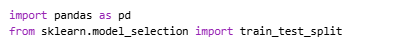 import pandas as pd
from sklearn.model_selection import train_test_split